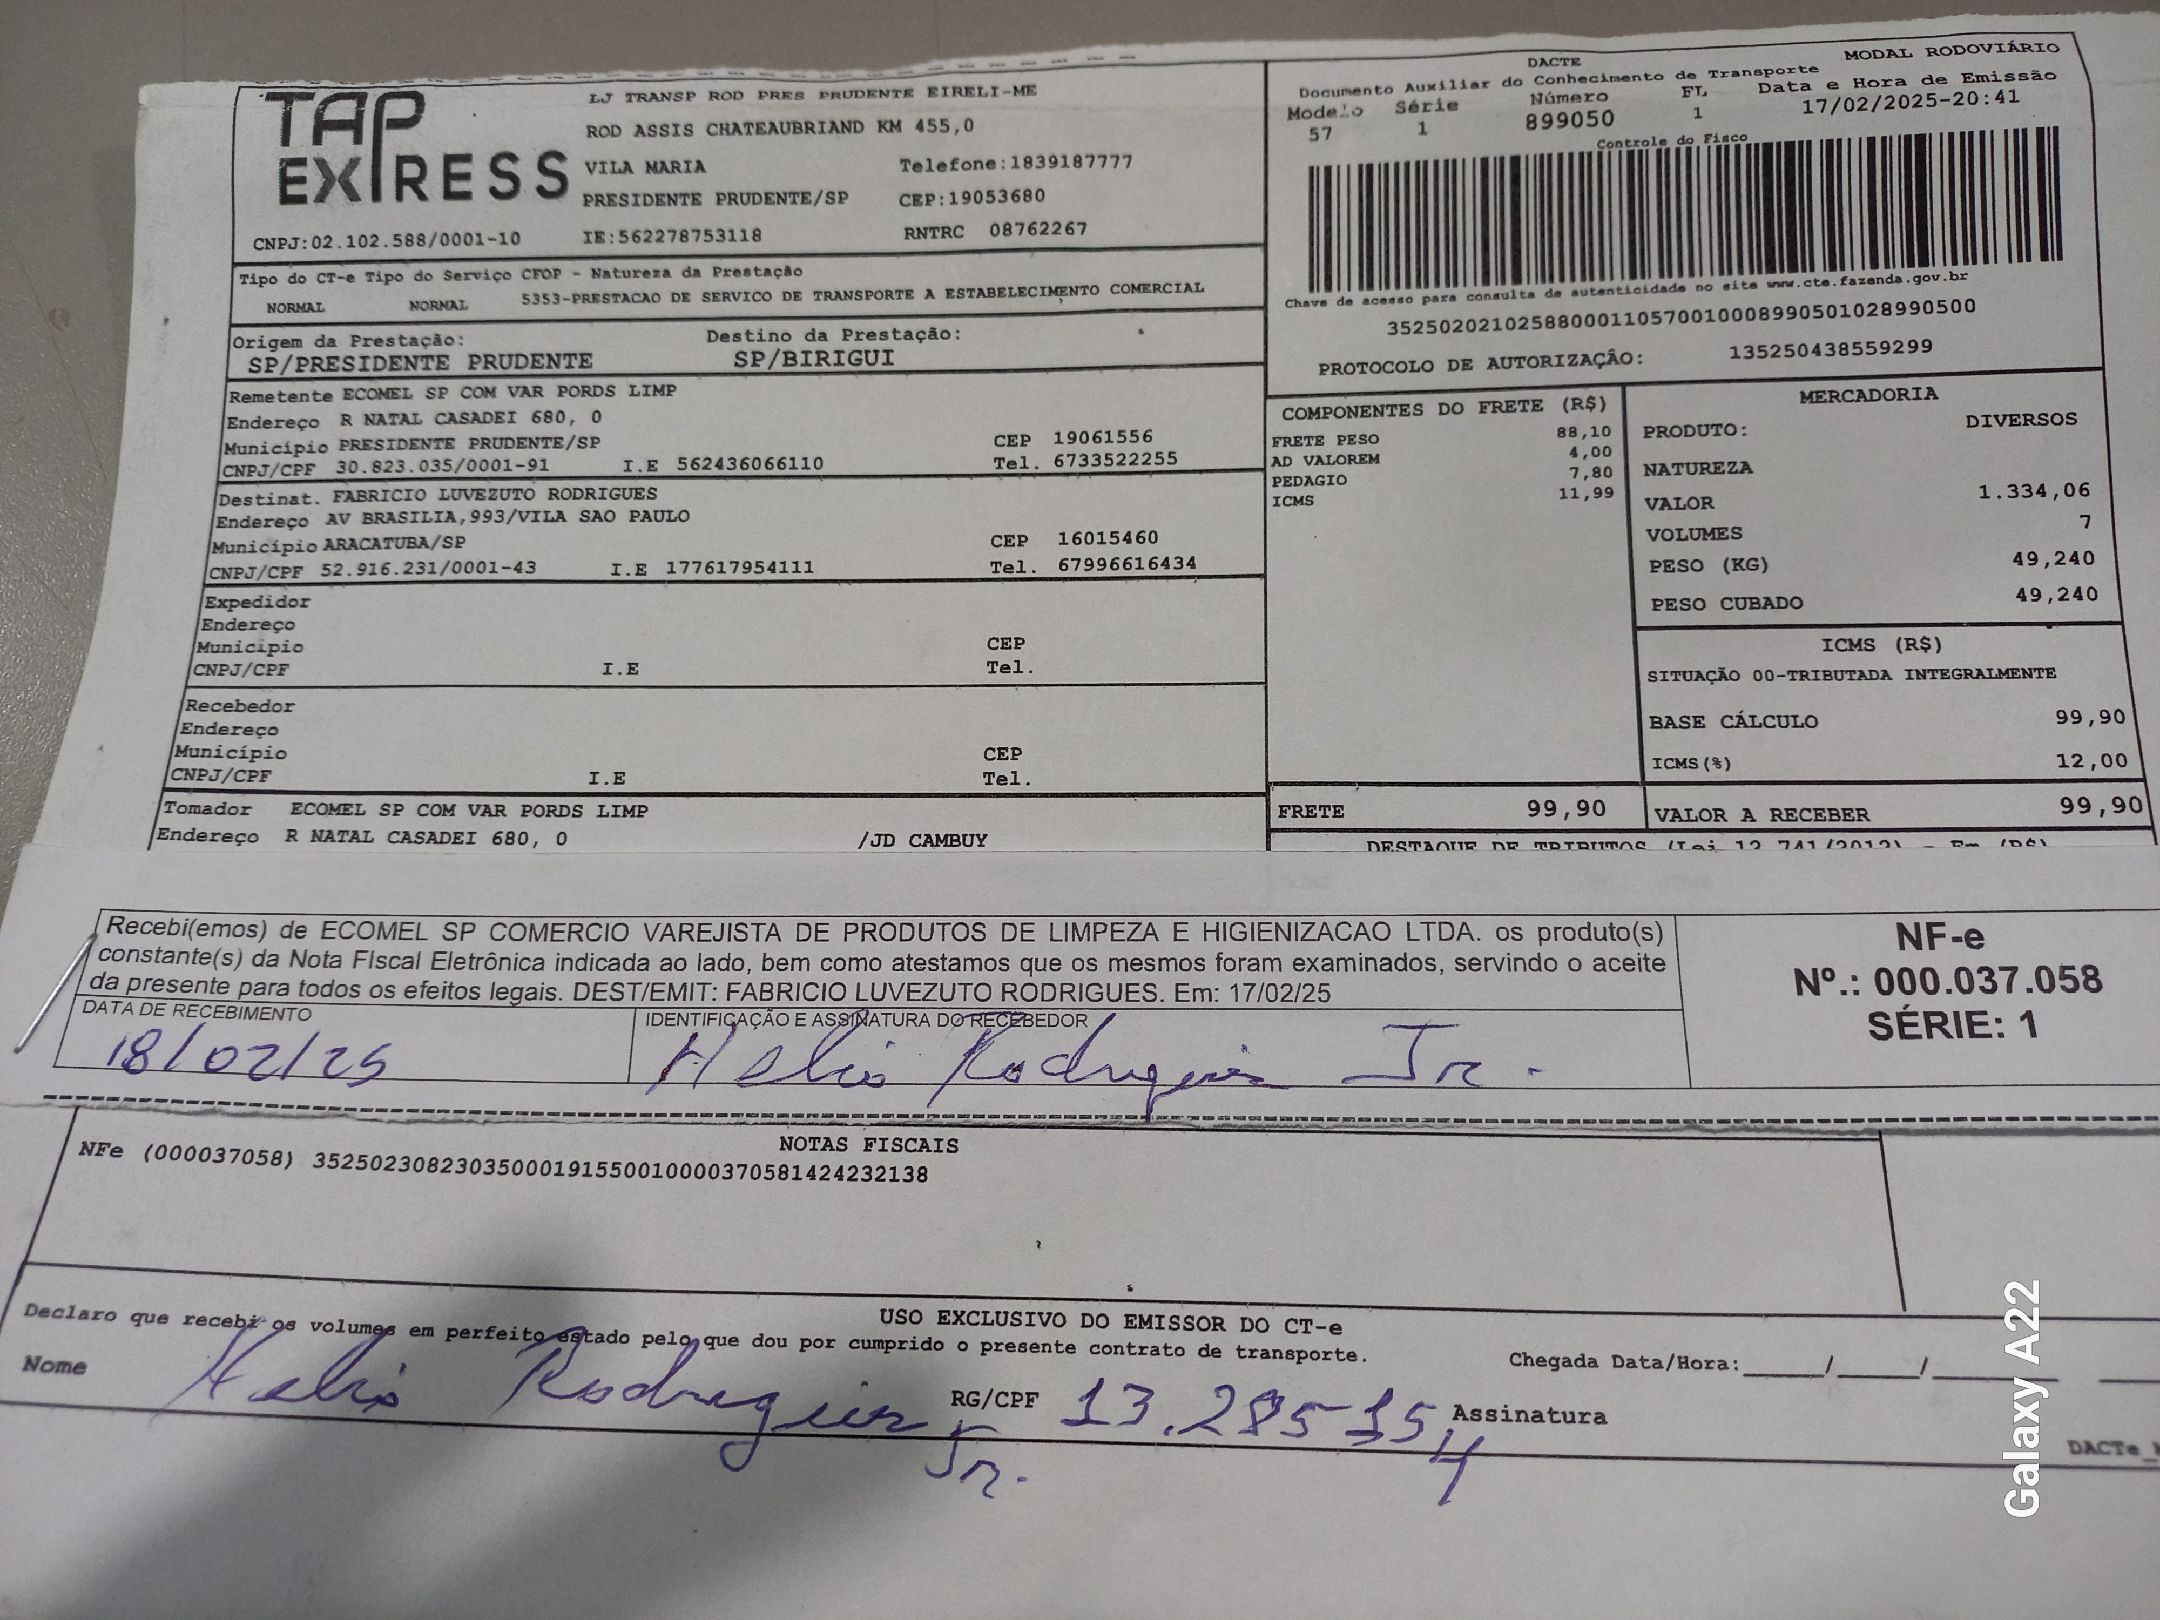 TAP EXPRESS
LJ TRANSP ROD PRES PRUDENTE EIRELI-ME
ROD ASSIS CHATEAUBRIAND KM 455,0
VILA MARIA Telefone:1839187777
PRESIDENTE PRUDENTE/SP CEP:19053680
CNPJ:02.102.588/0001-10 IE:562278753118 RNTRC 08762267
DACTE MODAL RODOVIÁRIO
Documento Auxiliar do Conhecimento de Transporte
Modelo Série Número FL Data e Hora de Emissão
57 1 899050 1 17/02/2025-20:41
Controle do Fisco
Chave de acesso para consulta de autenticidade no site www.cte.fazenda.gov.br
35250202102588000110570010008990501028990500
PROTOCOLO DE AUTORIZAÇÃO: 135250438559299
Tipo do CT-e Tipo do Serviço CFOP - Natureza da Prestação
NORMAL NORMAL 5353-PRESTACAO DE SERVICO DE TRANSPORTE A ESTABELECIMENTO COMERCIAL
Origem da Prestação: Destino da Prestação:
SP/PRESIDENTE PRUDENTE SP/BIRIGUI
Remetente ECOMEL SP COM VAR PORDS LIMP
Endereço R NATAL CASADEI 680, 0
Município PRESIDENTE PRUDENTE/SP CEP 19061556
CNPJ/CPF 30.823.035/0001-91 I.E 562436066110 Tel. 6733522255
Destinat. FABRICIO LUVEZUTO RODRIGUES
Endereço AV BRASILIA,993/VILA SAO PAULO
Município ARACATUBA/SP CEP 16015460
CNPJ/CPF 52.916.231/0001-43 I.E 177617954111 Tel. 67996616434
Expedidor
Endereço
Município CEP
CNPJ/CPF I.E Tel.
Recebedor
Endereço
Município CEP
CNPJ/CPF I.E Tel.
Tomador ECOMEL SP COM VAR PORDS LIMP
Endereço R NATAL CASADEI 680, 0 /JD CAMBUY
COMPONENTES DO FRETE (R$)
FRETE PESO 88,10
AD VALOREM 4,00
PEDAGIO 7,80
ICMS 11,99
FRETE 99,90
MERCADORIA
PRODUTO: DIVERSOS
NATUREZA
VALOR 1.334,06
VOLUMES 7
PESO (KG) 49,240
PESO CUBADO 49,240
ICMS (R$)
SITUAÇÃO 00-TRIBUTADA INTEGRALMENTE
BASE CÁLCULO 99,90
ICMS(%) 12,00
VALOR A RECEBER 99,90
DESTAQUE DE TRIBUTOS (Lei 12.741/2012) - Em (R$)
Recebi(emos) de ECOMEL SP COMERCIO VAREJISTA DE PRODUTOS DE LIMPEZA E HIGIENIZACAO LTDA. os produto(s)
constante(s) da Nota Fiscal Eletrônica indicada ao lado, bem como atestamos que os mesmos foram examinados, servindo o aceite
da presente para todos os efeitos legais. DEST/EMIT: FABRICIO LUVEZUTO RODRIGUES. Em: 17/02/25
DATA DE RECEBIMENTO IDENTIFICAÇÃO E ASSINATURA DO RECEBEDOR
18/02/25 Helio Rodrigues Jr.
NF-e
Nº.: 000.037.058
SÉRIE: 1
NOTAS FISCAIS
NFe (000037058) 35250230823035000191550010000370581424232138
USO EXCLUSIVO DO EMISSOR DO CT-e
Declaro que recebi os volumes em perfeito estado pelo que dou por cumprido o presente contrato de transporte.
Chegada Data/Hora:____/____/____
Nome Helio Rodrigues Jr. RG/CPF Assinatura
DACTe_
Galaxy A22